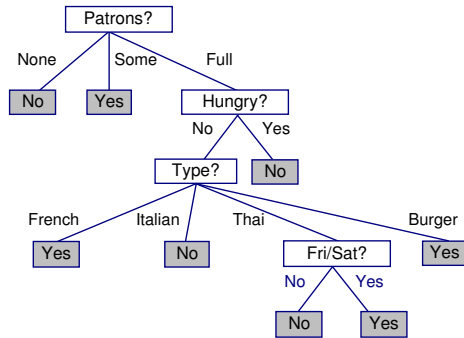 Patrons?
None Some Full
No Yes Hungry?
No Yes
Type? No
French Italian Thai Burger
Yes No Fri/Sat? Yes
No Yes
No Yes